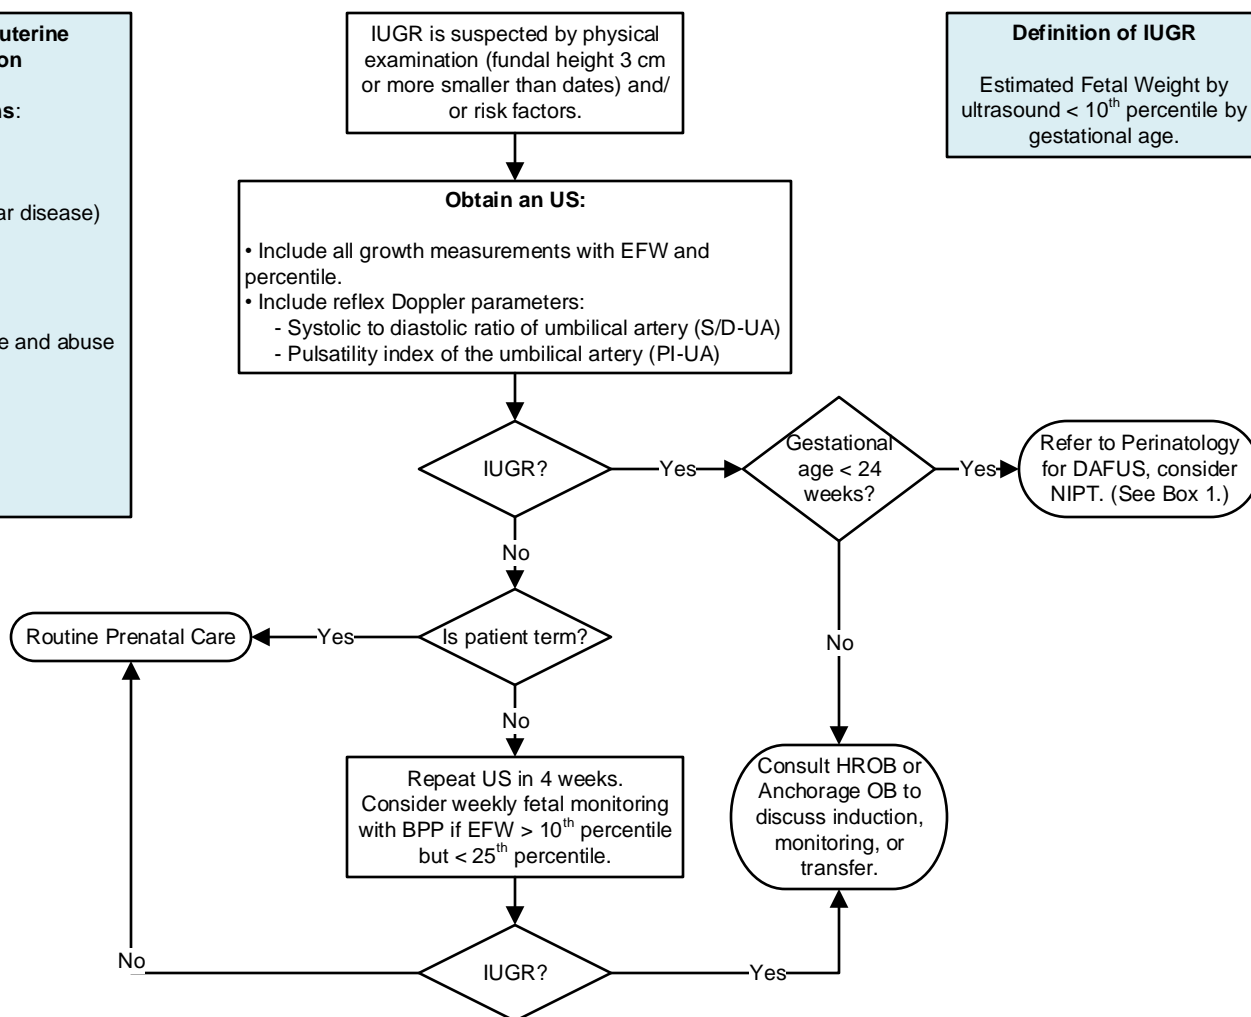 uterine
on
ns:
ar disease)
e and abuse
IUGR is suspected by physical
examination (fundal height 3 cm
or more smaller than dates) and/
or risk factors.
Definition of IUGR
Estimated Fetal Weight by
ultrasound < 10th percentile by
gestational age.
Obtain an US:
• Include all growth measurements with EFW and
percentile.
• Include reflex Doppler parameters:
- Systolic to diastolic ratio of umbilical artery (S/D-UA)
- Pulsatility index of the umbilical artery (PI-UA)
IUGR?
Yes
Gestational
age < 24
weeks?
Yes
Refer to Perinatology
for DAFUS, consider
NIPT. (See Box 1.)
No
No
Routine Prenatal Care
Yes
Is patient term?
No
Repeat US in 4 weeks.
Consider weekly fetal monitoring
with BPP if EFW > 10th percentile
but < 25th percentile.
Consult HROB or
Anchorage OB to
discuss induction,
monitoring, or
transfer.
No
IUGR?
Yes